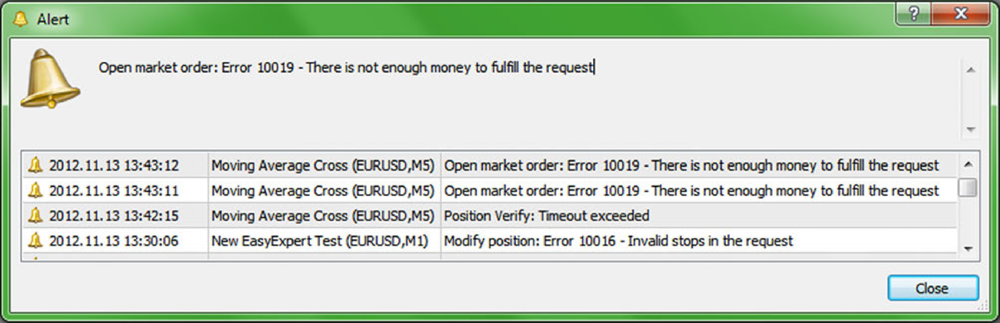 Alert
Open market order: Error 10019 - There is not enough money to fulfill the request
2012.11.13 13:43:12 Moving Average Cross (EURUSD,M5) Open market order: Error 10019 - There is not enough money to fulfill the request
2012.11.13 13:43:11 Moving Average Cross (EURUSD,M5) Open market order: Error 10019 - There is not enough money to fulfill the request
2012.11.13 13:42:15 Moving Average Cross (EURUSD,M5) Position Verify: Timeout exceeded
2012.11.13 13:30:06 New EasyExpert Test (EURUSD,M1) Modify position: Error 10016 - Invalid stops in the request
Close